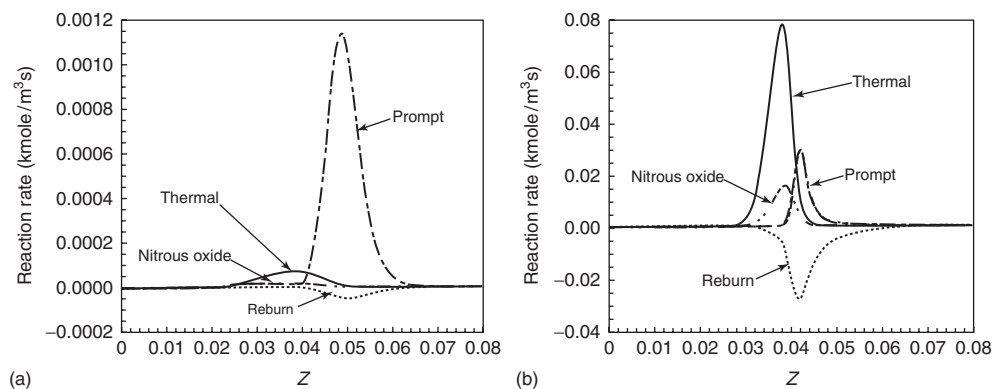 Reaction rate (kmole/m³s)
0.0012
0.0010
0.0008
0.0006
0.0004
0.0002
0.0000
−0.0002
Prompt
Thermal
Nitrous oxide
Reburn
0 0.01 0.02 0.03 0.04 0.05 0.06 0.07 0.08
(a)
Z
Reaction rate (kmole/m³s)
0.08
0.06
0.04
0.02
0.00
−0.02
−0.04
Thermal
Nitrous oxide
Prompt
Reburn
0 0.01 0.02 0.03 0.04 0.05 0.06 0.07 0.08
(b)
Z